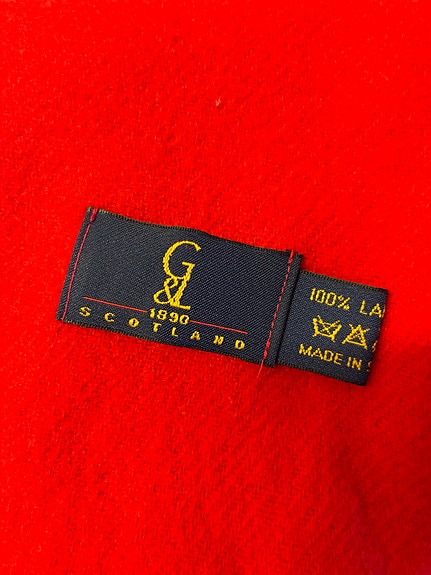 G
&L
1890
SCOTLAND
100% LA
MADE IN